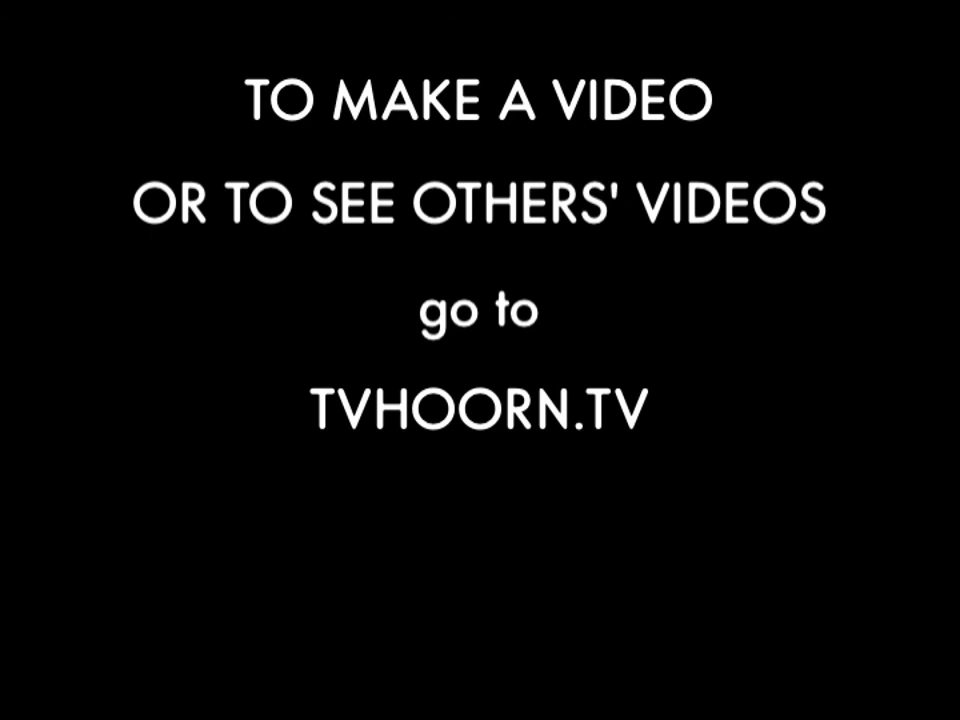 TO MAKE A VIDEO
OR TO SEE OTHERS' VIDEOS
go to
TVHOORN.TV